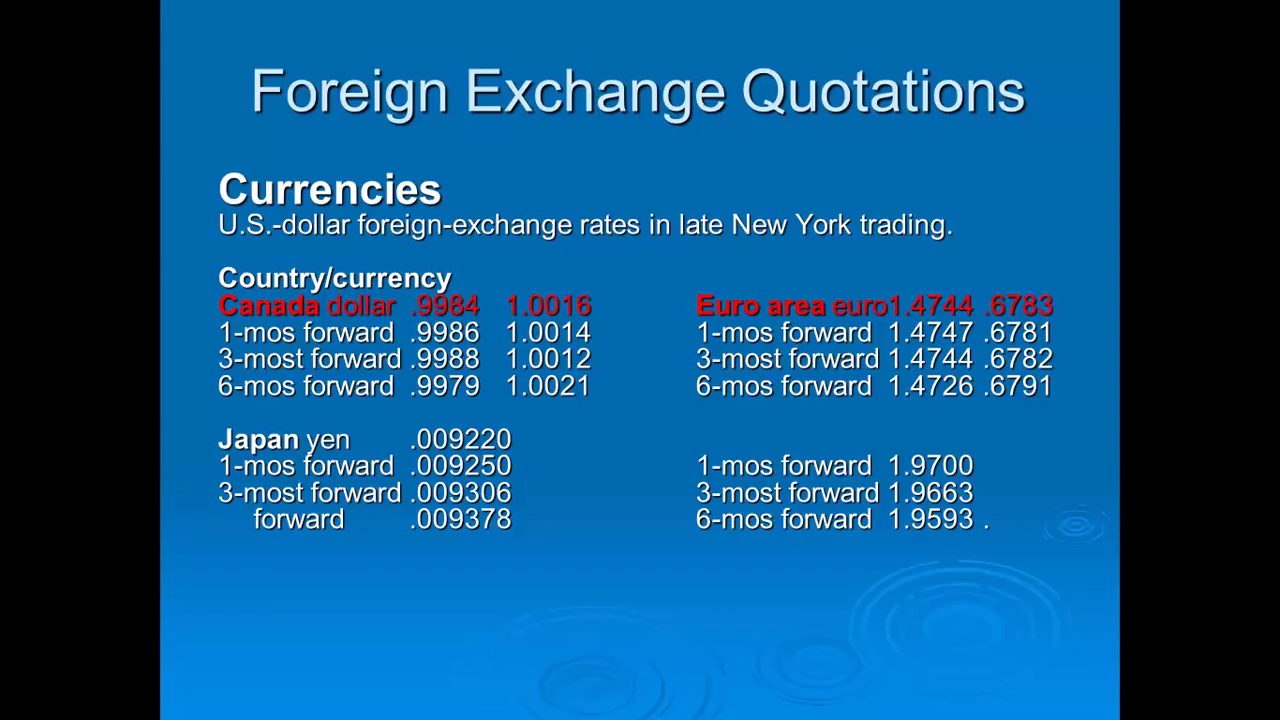 Foreign Exchange Quotations
Currencies
U.S.-dollar foreign-exchange rates in late New York trading.
Country/currency
Canada dollar .9984 1.0016
1-mos forward .9986 1.0014
3-most forward .9988 1.0012
6-mos forward .9979 1.0021
Euro area euro1.4744 .6783
1-mos forward 1.4747 .6781
3-most forward 1.4744 .6782
6-mos forward 1.4726 .6791
Japan yen .009220
1-mos forward .009250
3-most forward .009306
forward .009378
1-mos forward 1.9700
3-most forward 1.9663
6-mos forward 1.9593 .